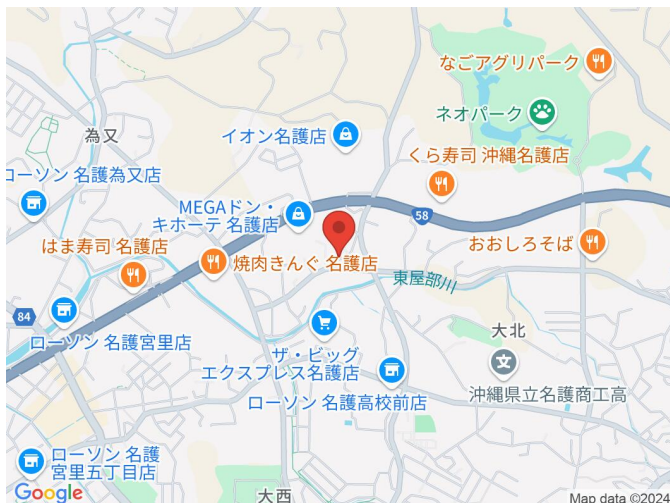 なごアグリパーク
ネオパーク
イオン名護店
為又
くら寿司 沖縄名護店
ローソン 名護為又店
MEGAドン・
キホーテ 名護店
58
はま寿司 名護店
焼肉きんぐ 名護店
おおしろそば
東屋部川
84
ローソン 名護宮里店
ザ・ビッグ
エクスプレス名護店
大北
文
沖縄県立名護商工高
ローソン 名護高校前店
ローソン 名護
宮里五丁目店
大西
Google
Map data ©2024